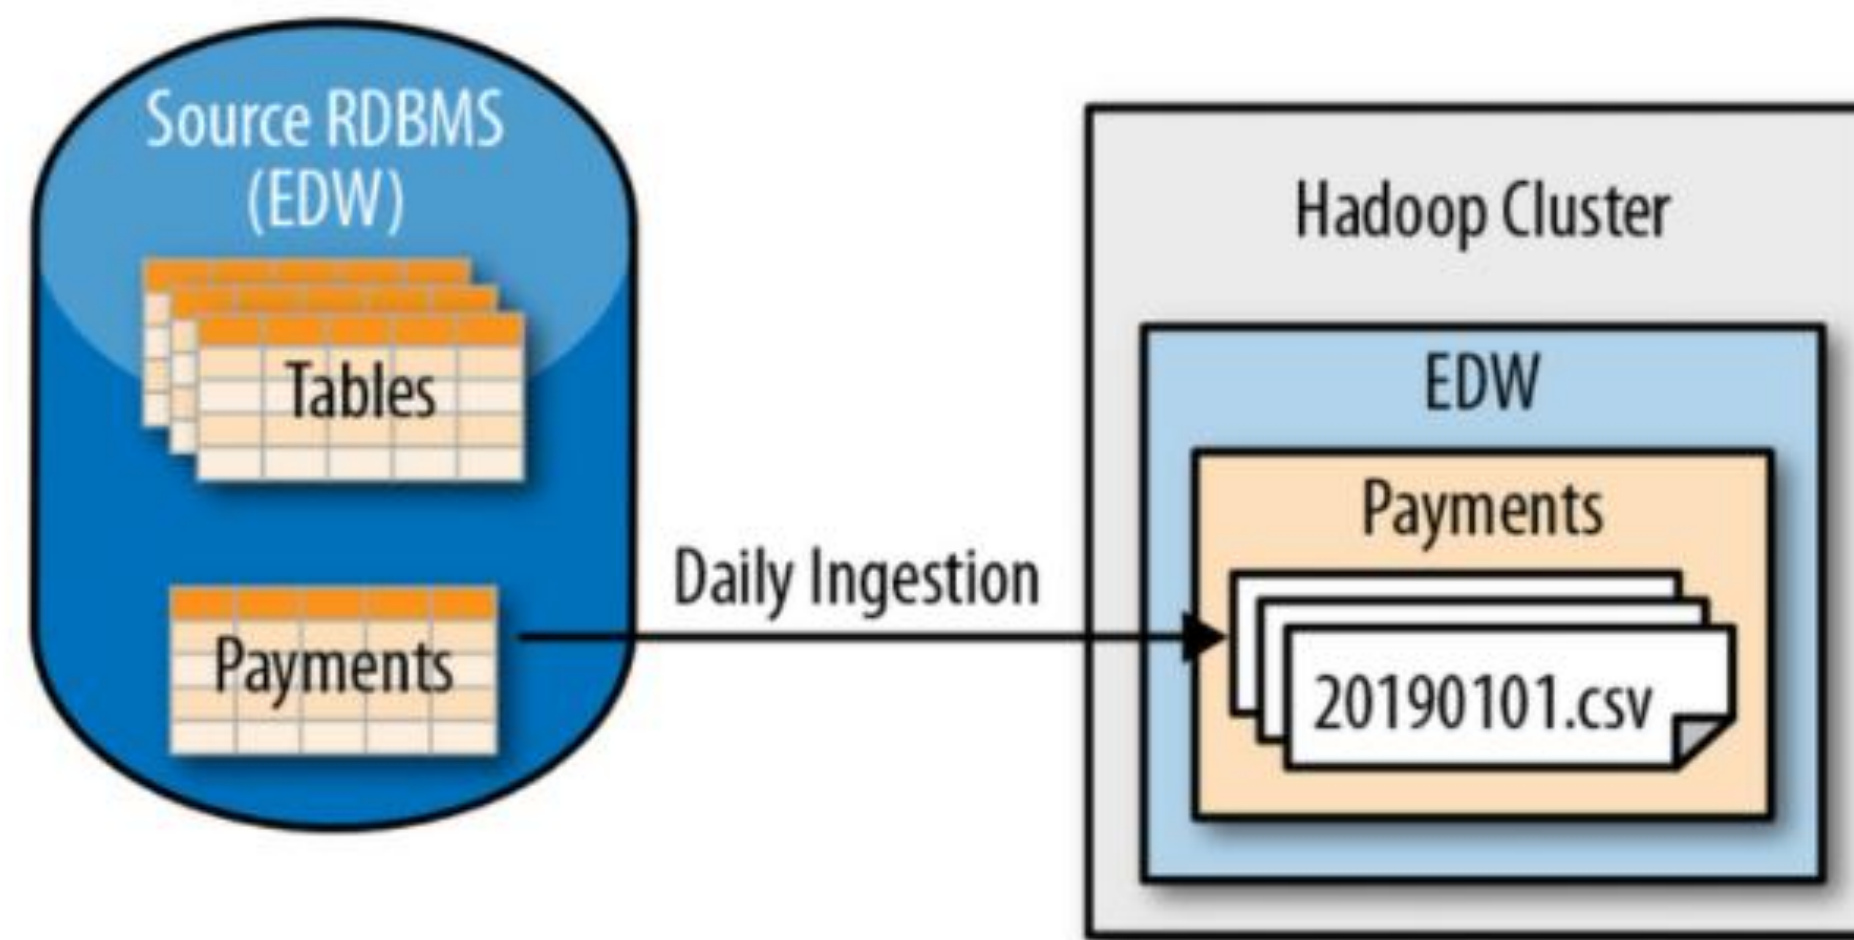 Source RDBMS
(EDW)
Tables
Payments
Daily Ingestion
Hadoop Cluster
EDW
Payments
20190101.csv